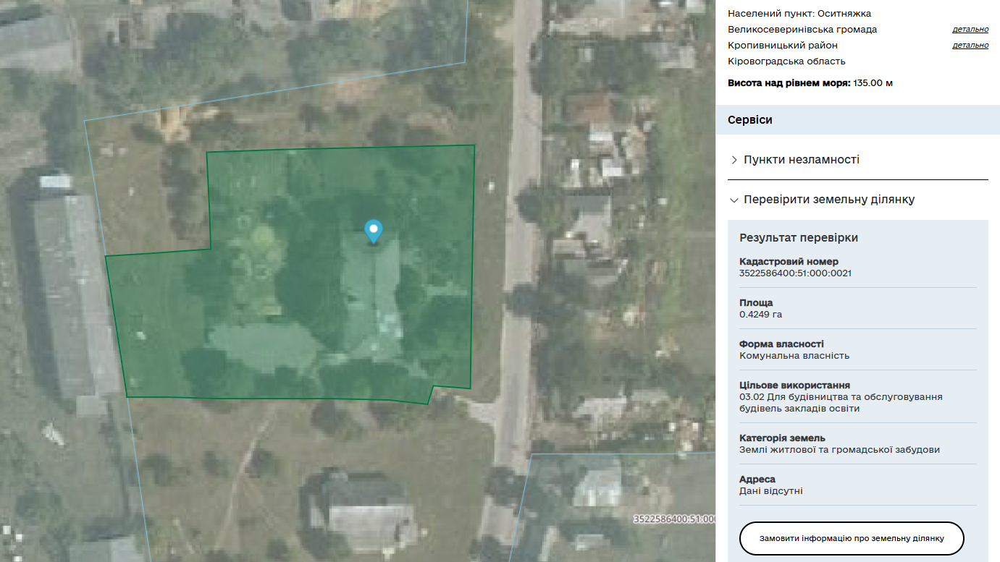 Населений пункт: Оситняжка
Великосеверинівська громада детально
Кропивницький район детально
Кіровоградська область
Висота над рівнем моря: 135.00 м
Сервіси
Пункти незламності
Перевірити земельну ділянку
Результат перевірки
Кадастровий номер
3522586400:51:000:0021
Площа
0.4249 га
Форма власності
Комунальна власність
Цільове використання
03.02 Для будівництва та обслуговування
будівель закладів освіти
Категорія земель
Землі житлової та громадської забудови
Адреса
Дані відсутні
3522586400:51:000
Замовити інформацію про земельну ділянку